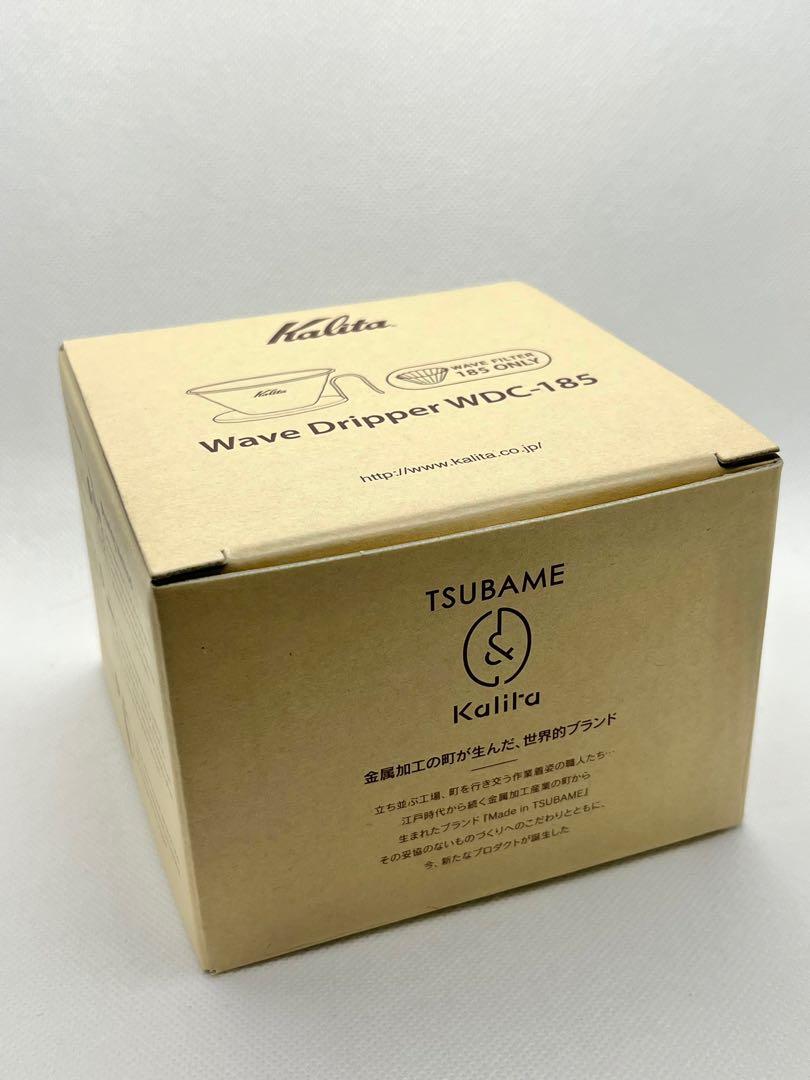 Kalita
Kalita
WAVE FILTER
185 ONLY
Wave Dripper WDC-185
http://www.kalita.co.jp/
TSUBAME
&
Kalita
金属加工の町が生んだ、世界的ブランド
立ち並ぶ工場、町を行き交う作業着姿の職人たち…
江戸時代から続く金属加工産業の町から
生まれたブランド『Made in TSUBAME』
その妥協のないものづくりへのこだわりとともに、
今、新たなプロダクトが誕生した